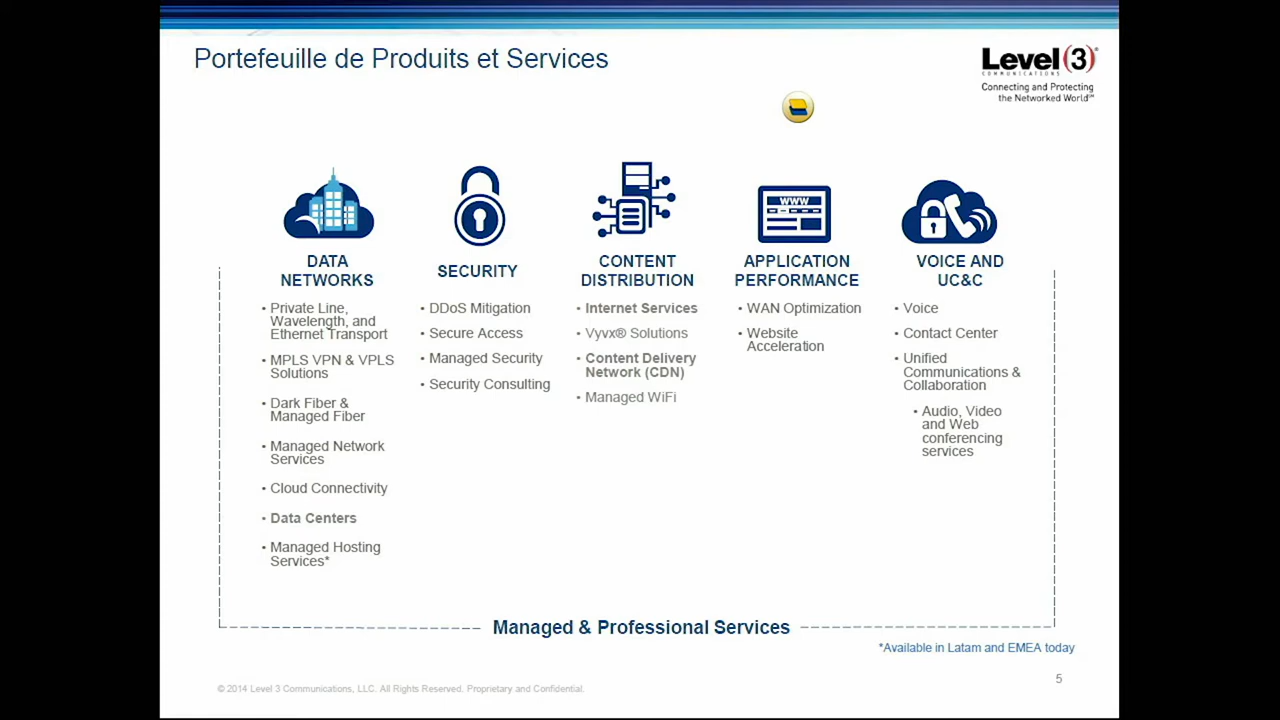 Portefeuille de Produits et Services
Level(3)®
COMMUNICATIONS
Connecting and Protecting
the Networked World℠
WWW
DATA
NETWORKS
• Private Line,
Wavelength, and
Ethernet Transport
• MPLS VPN & VPLS
Solutions
• Dark Fiber &
Managed Fiber
• Managed Network
Services
• Cloud Connectivity
• Data Centers
• Managed Hosting
Services*
SECURITY
• DDoS Mitigation
• Secure Access
• Managed Security
• Security Consulting
CONTENT
DISTRIBUTION
• Internet Services
• Vyvx® Solutions
• Content Delivery
Network (CDN)
• Managed WiFi
APPLICATION
PERFORMANCE
• WAN Optimization
• Website
Acceleration
VOICE AND
UC&C
• Voice
• Contact Center
• Unified
Communications &
Collaboration
• Audio, Video
and Web
conferencing
services
Managed & Professional Services
*Available in Latam and EMEA today
© 2014 Level 3 Communications, LLC. All Rights Reserved. Proprietary and Confidential.
5